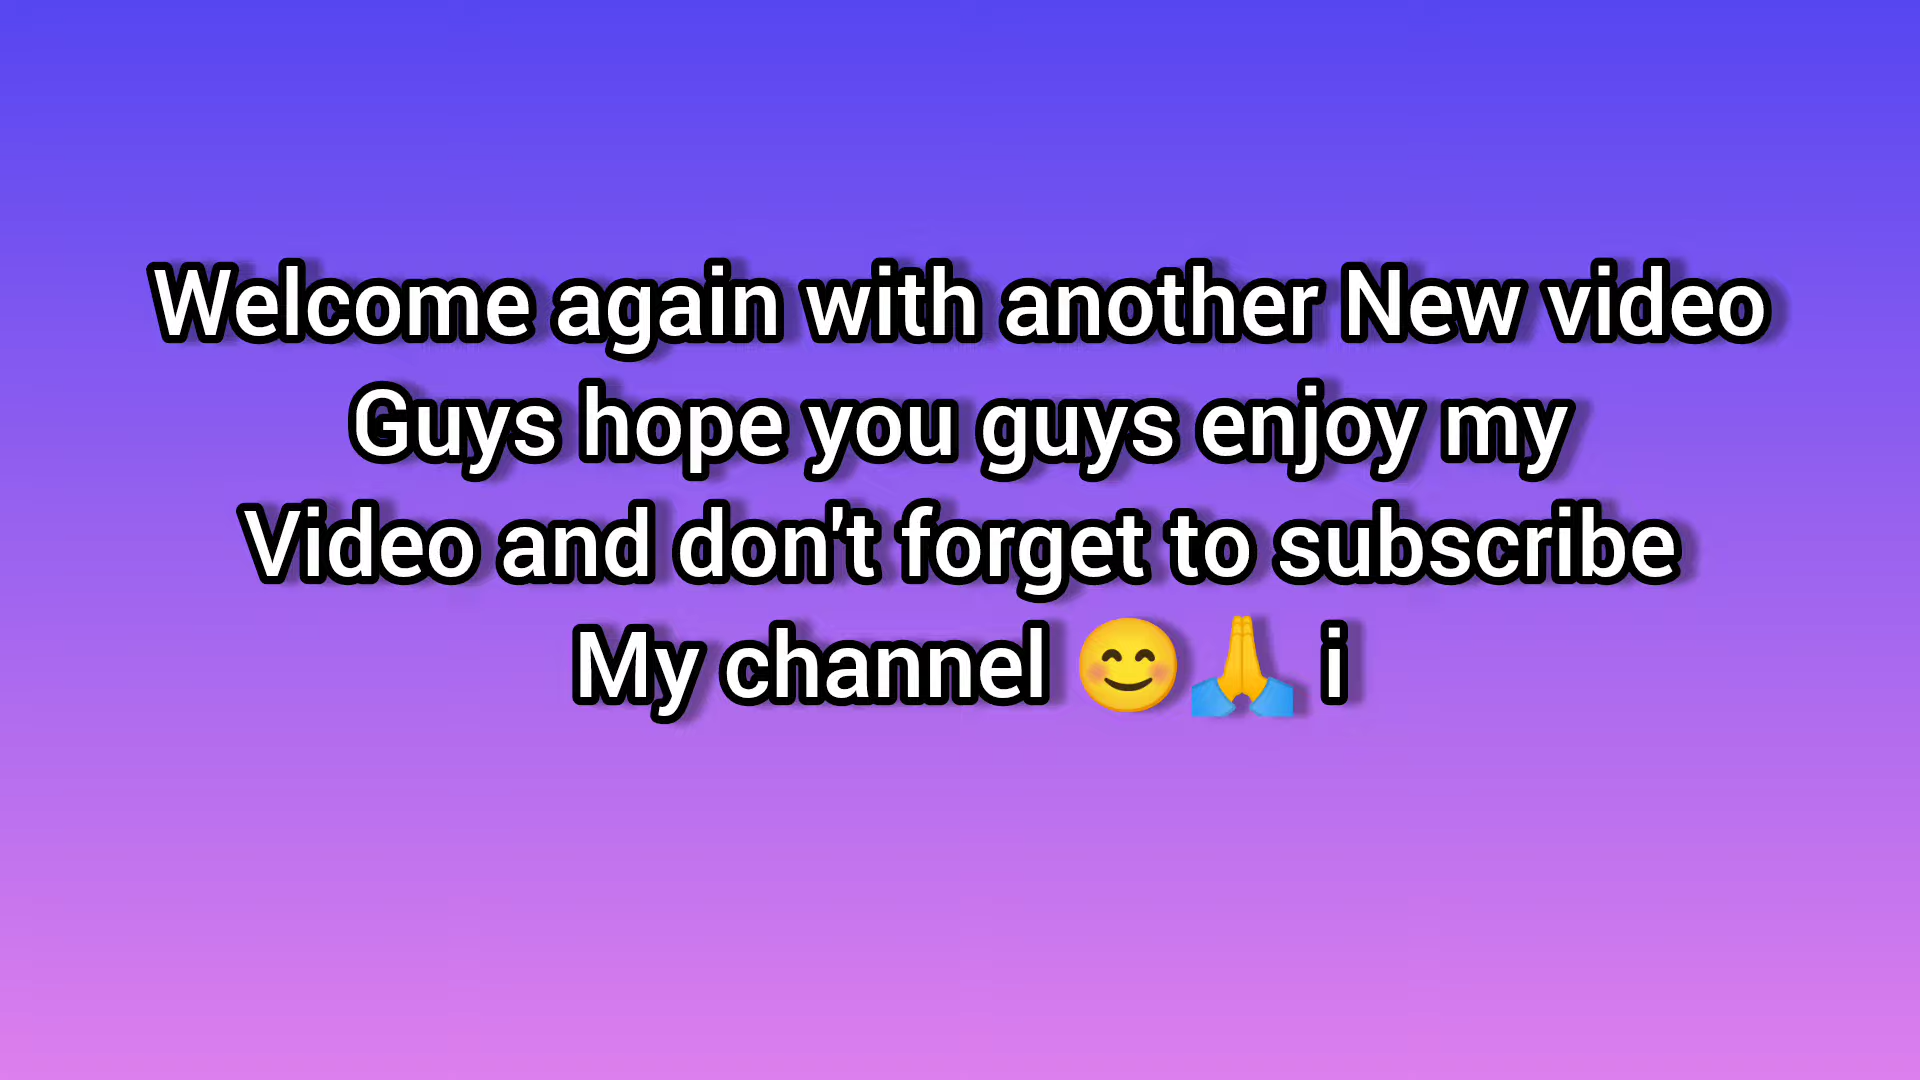 Welcome again with another New video
Guys hope you guys enjoy my
Video and don't forget to subscribe
My channel 😊🙏 i